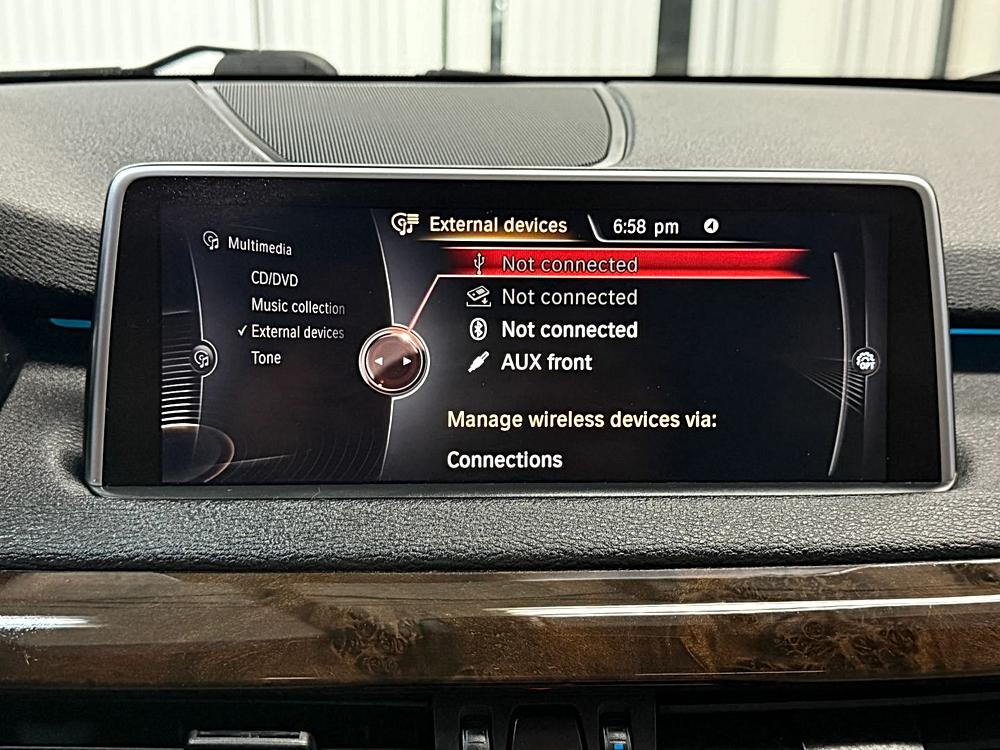 Multimedia
CD/DVD
Music collection
External devices
Tone
External devices
6:58 pm
Not connected
Not connected
Not connected
AUX front
Manage wireless devices via:
Connections
OPT